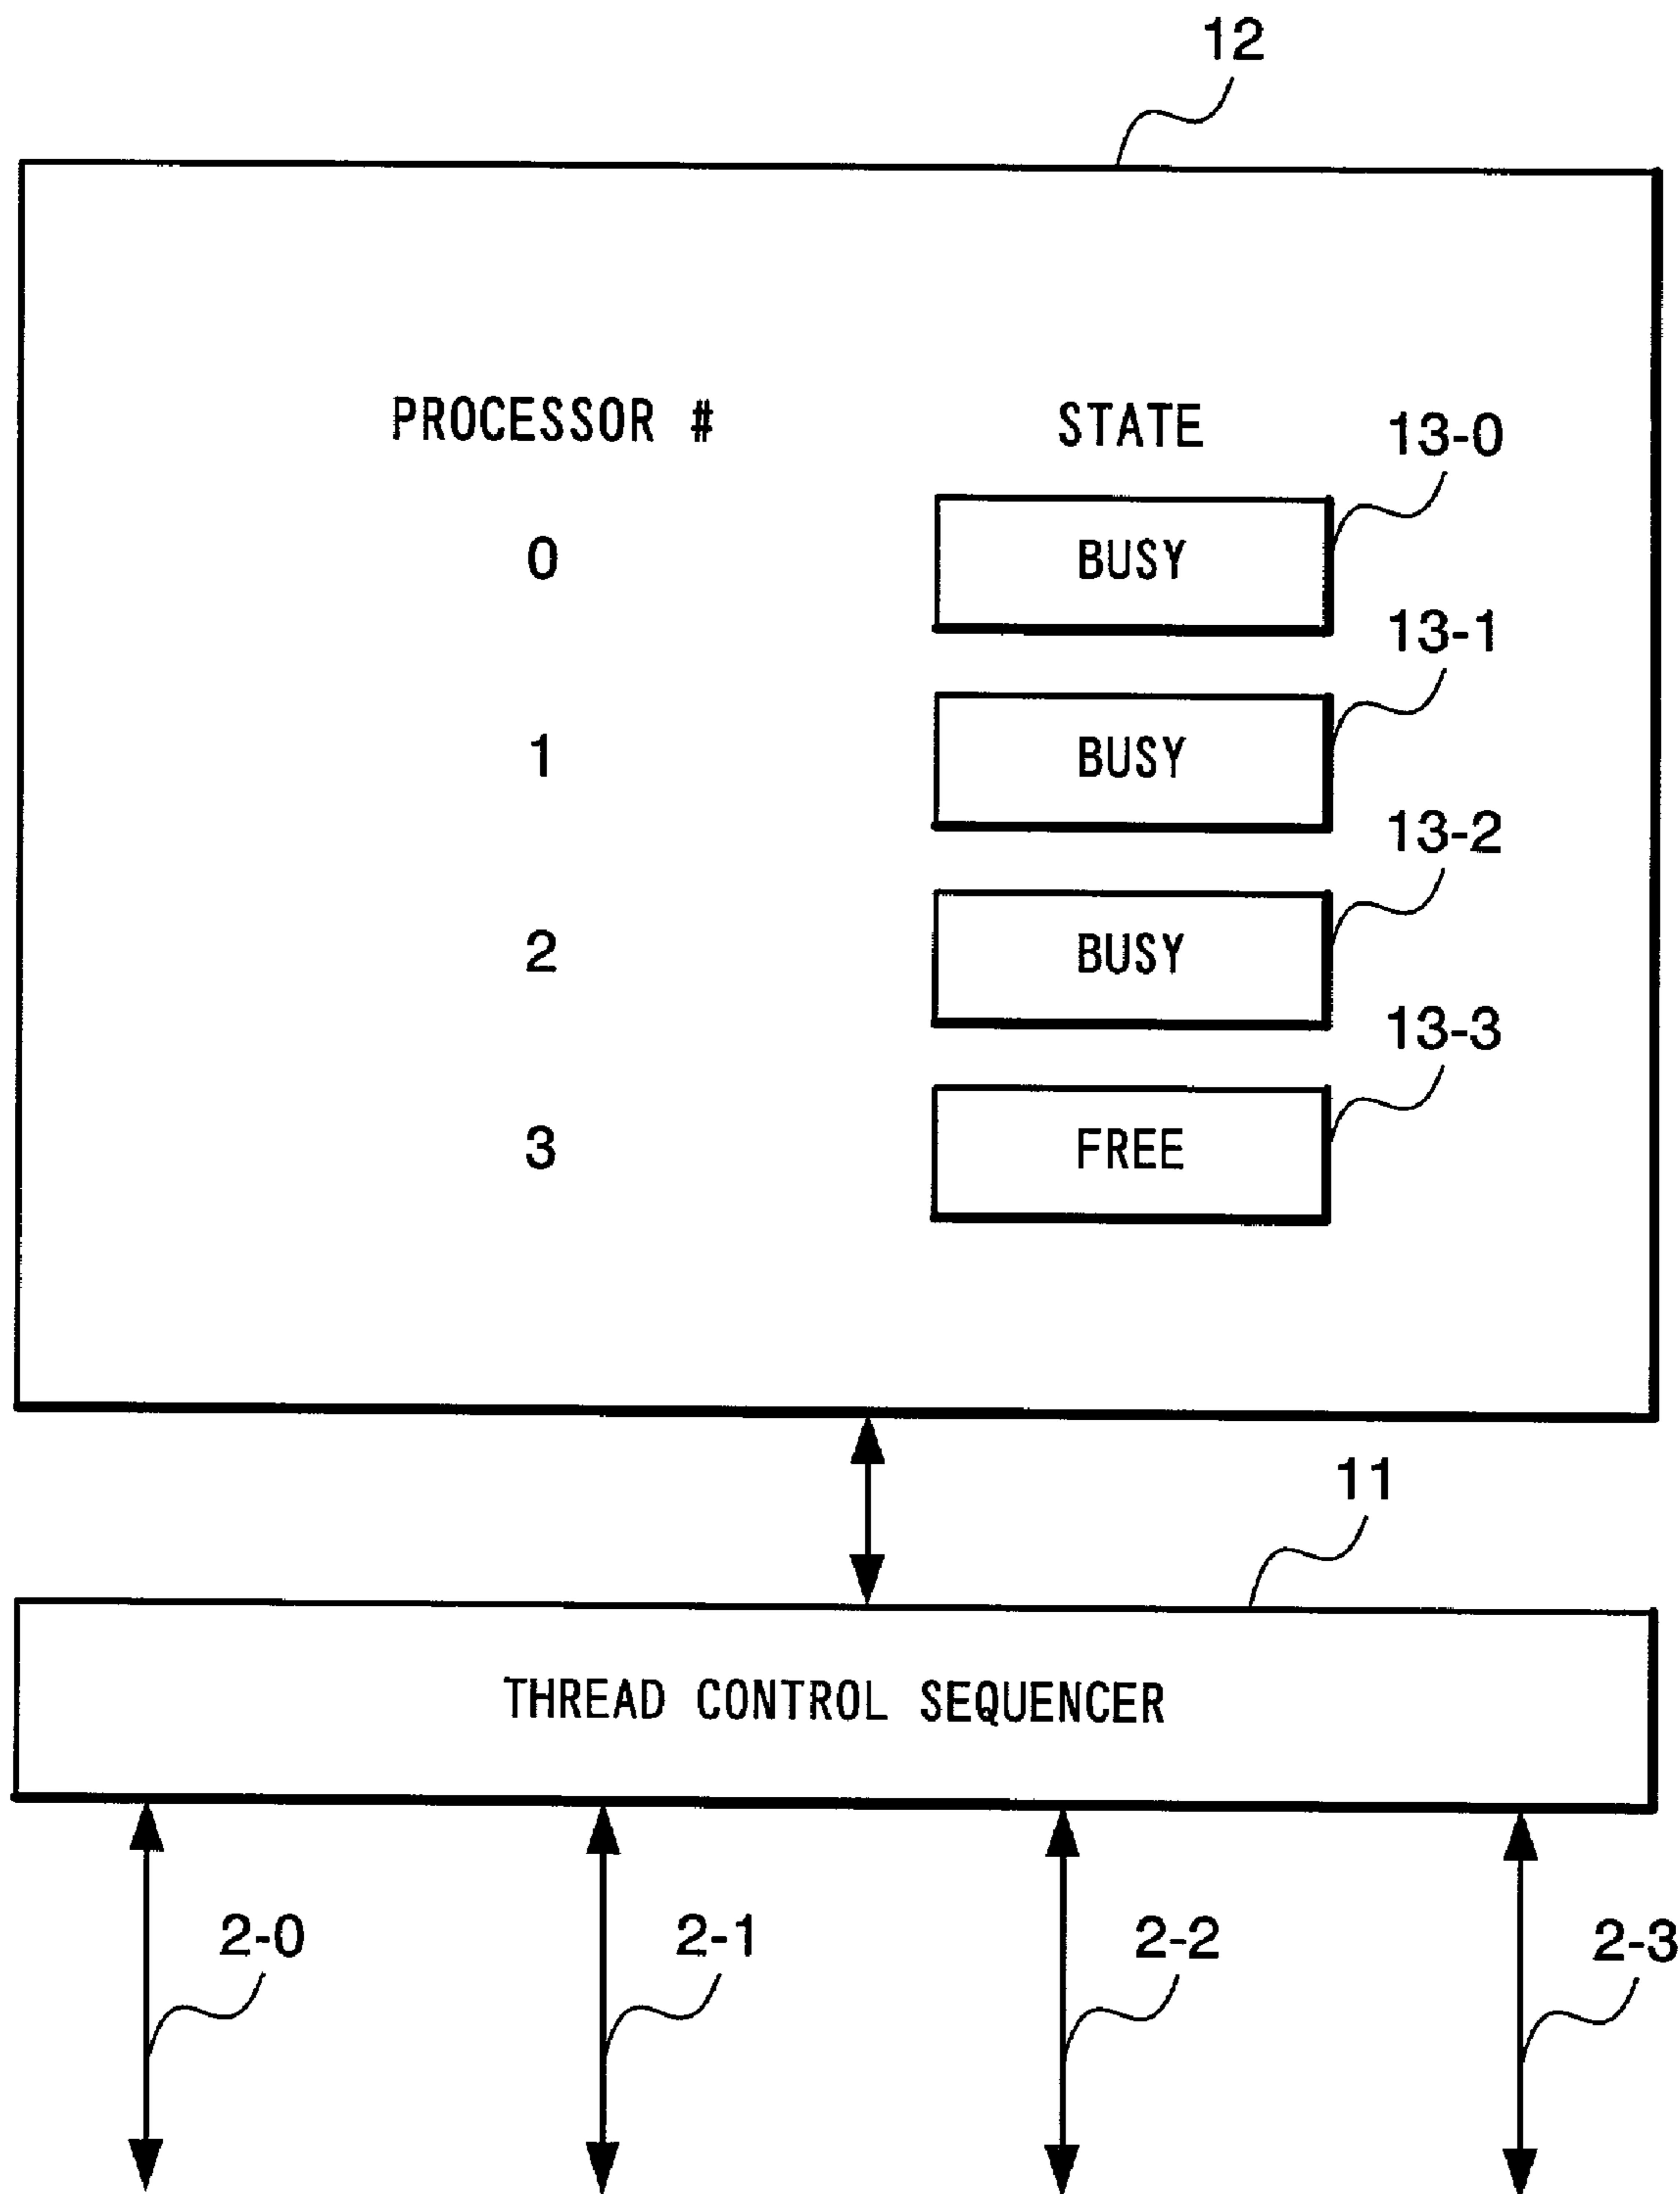 12
PROCESSOR # STATE
13-0
0 BUSY
13-1
1 BUSY
13-2
2 BUSY
13-3
3 FREE
11
THREAD CONTROL SEQUENCER
2-0 2-1 2-2 2-3